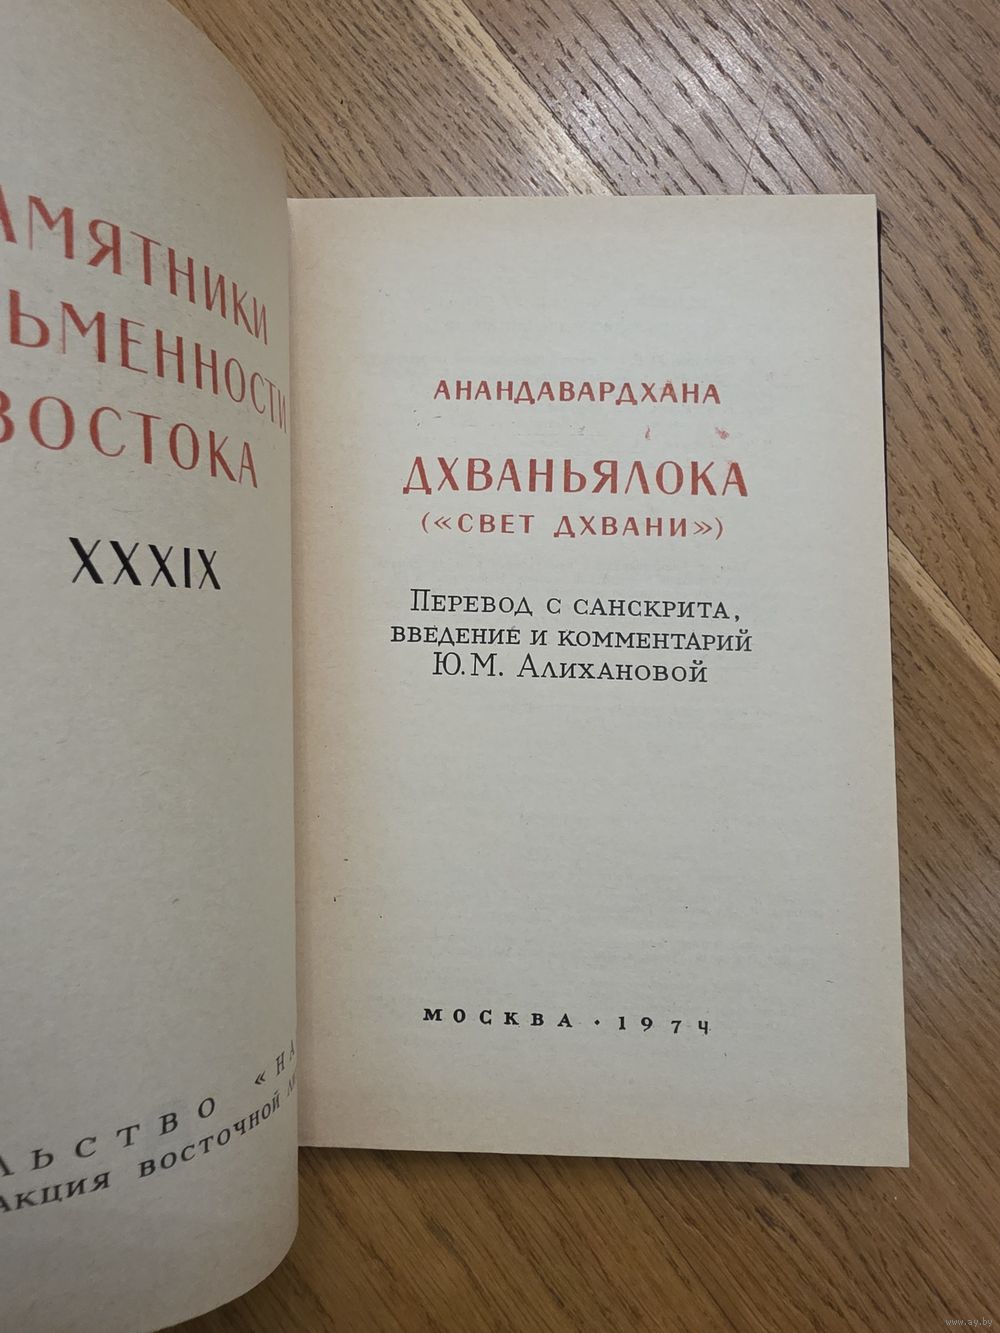 АМЯТНИКИ
ЬМЕННОСТИ
ВОСТОКА
XXXIX
ЛЬСТВО «НА
АКЦИЯ ВОСТОЧНОЙ
АНАНДАВАРДХАНА
ДХВАНЬЯЛОКА
(«СВЕТ ДХВАНИ»)
ПЕРЕВОД С САНСКРИТА,
ВВЕДЕНИЕ И КОММЕНТАРИЙ
Ю.М. АЛИХАНОВОЙ
МОСКВА · 1974
www.ay.by